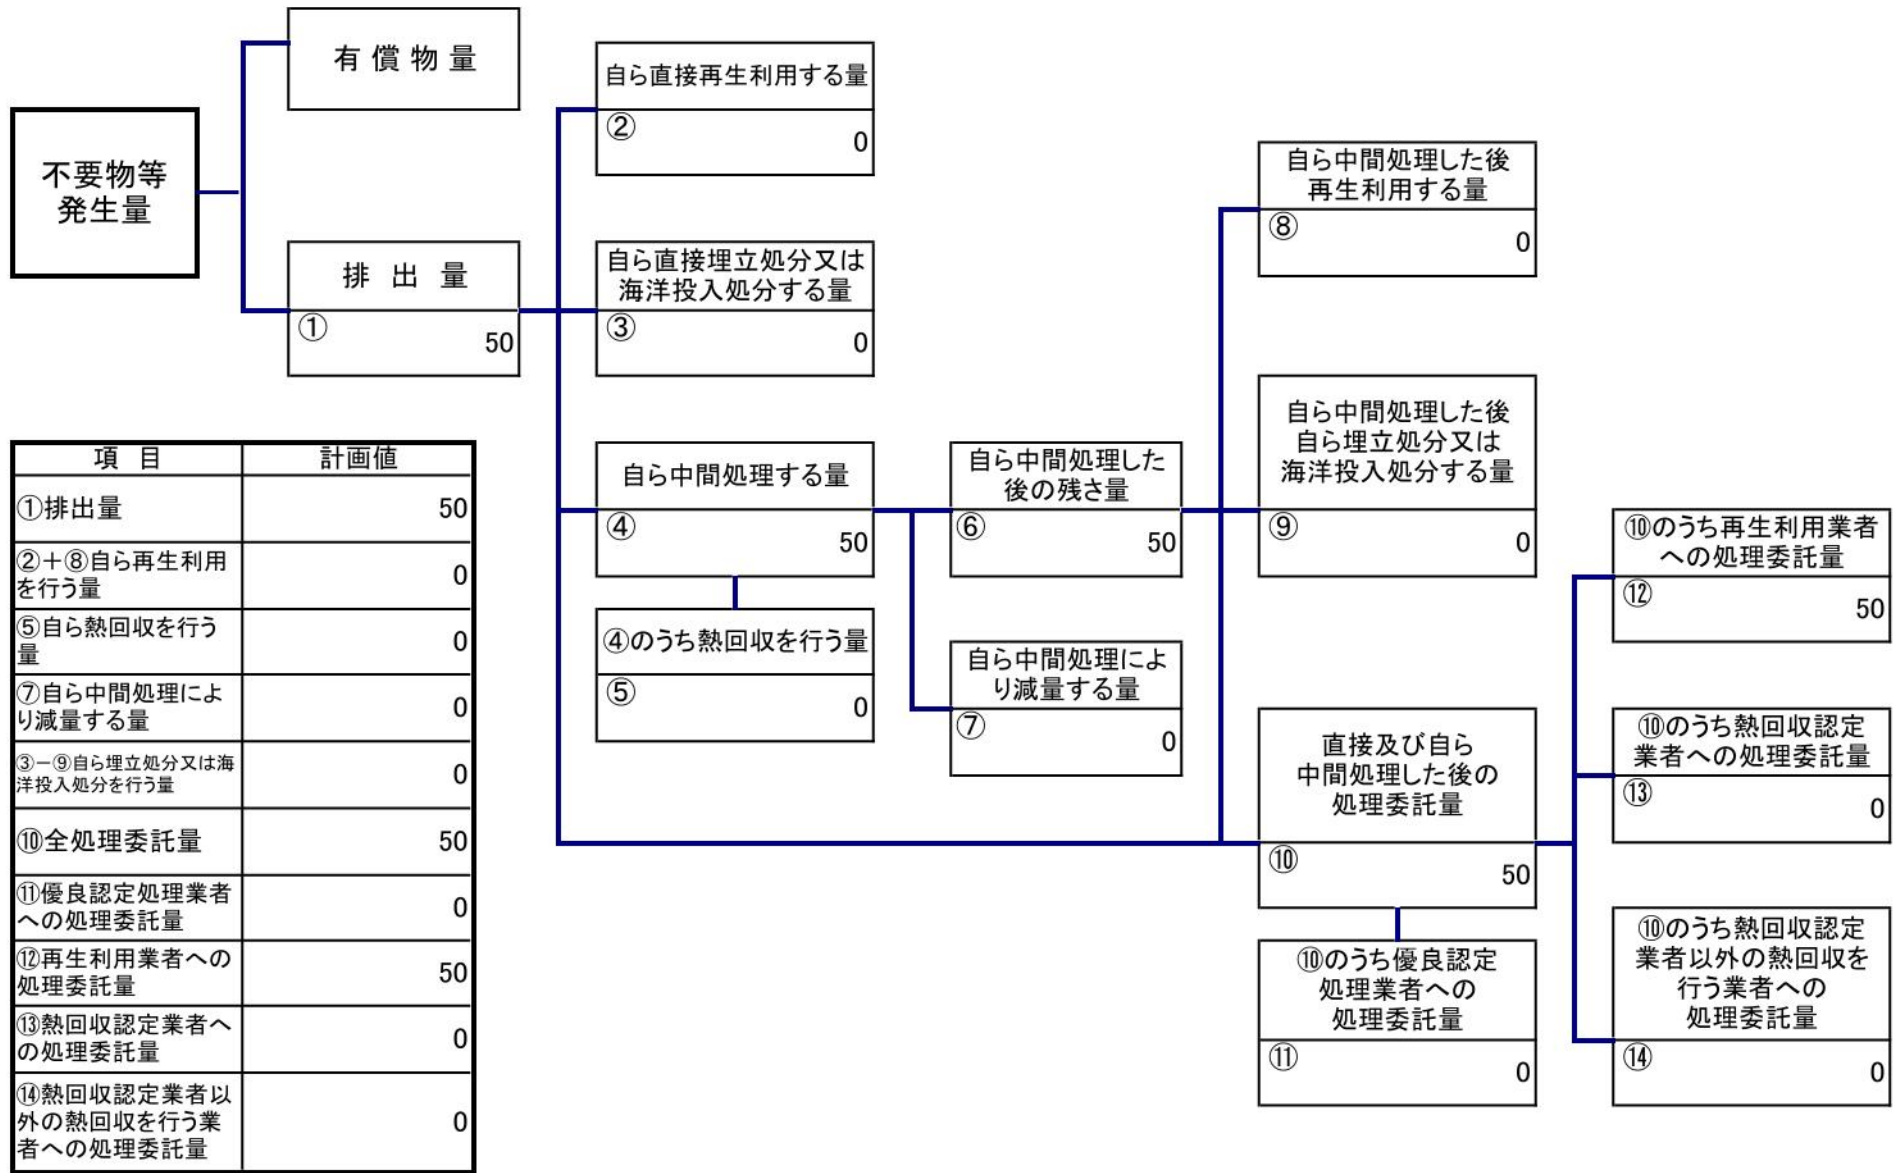 有 償 物 量
不要物等
発生量
排 出 量
①
50
自ら直接再生利用する量
②
0
自ら直接埋立処分又は
海洋投入処分する量
③
0
自ら中間処理する量
④
50
④のうち熱回収を行う量
⑤
0
自ら中間処理した
後の残さ量
⑥
50
自ら中間処理によ
り減量する量
⑦
0
自ら中間処理した後
再生利用する量
⑧
0
自ら中間処理した後
自ら埋立処分又は
海洋投入処分する量
⑨
0
直接及び自ら
中間処理した後の
処理委託量
⑩
50
⑩のうち優良認定
処理業者への
処理委託量
⑪
0
⑩のうち再生利用業者
への処理委託量
⑫
50
⑩のうち熱回収認定
業者への処理委託量
⑬
0
⑩のうち熱回収認定
業者以外の熱回収を
行う業者への
処理委託量
⑭
0
項 目 計画値
①排出量 50
②+⑧自ら再生利用
を行う量
0
⑤自ら熱回収を行う
量
0
⑦自ら中間処理によ
り減量する量
0
③-⑨自ら埋立処分又は海
洋投入処分を行う量
0
⑩全処理委託量 50
⑪優良認定処理業者
への処理委託量
0
⑫再生利用業者への
処理委託量
50
⑬熱回収認定業者へ
の処理委託量
0
⑭熱回収認定業者以
外の熱回収を行う業
者への処理委託量
0